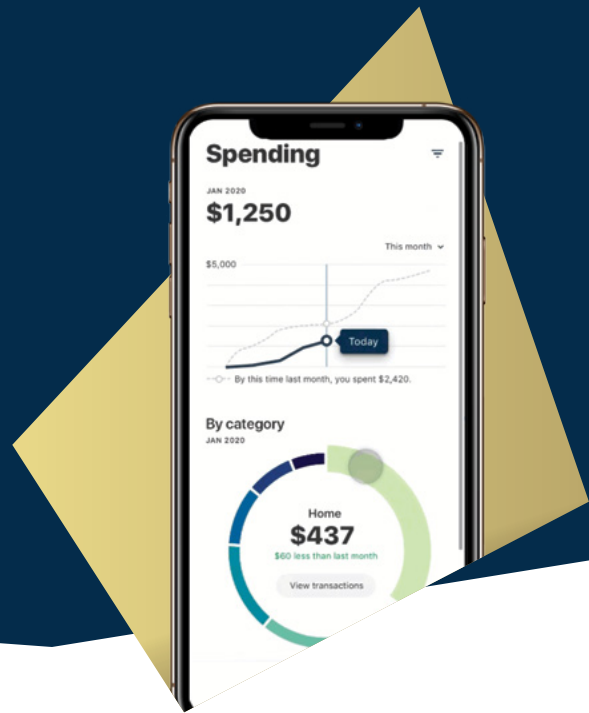 Spending
JAN 2020
$1,250
This month
$5,000
Today
By this time last month, you spent $2,420.
By category
JAN 2020
Home
$437
$60 less than last month
View transactions